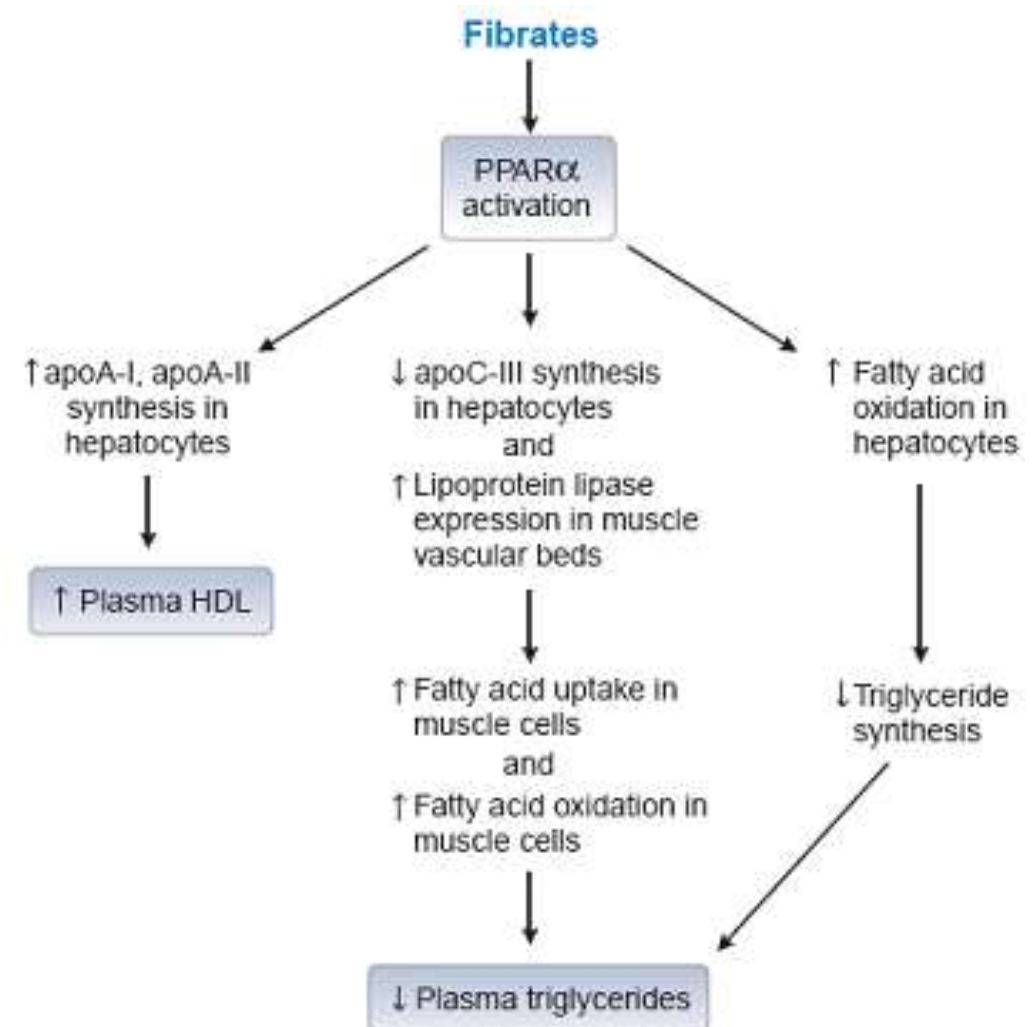 Fibrates
PPARα
activation
↑ apoA-I, apoA-II
synthesis in
hepatocytes
↑ Plasma HDL
↓ apoC-III synthesis
in hepatocytes
and
↑ Lipoprotein lipase
expression in muscle
vascular beds
↑ Fatty acid uptake in
muscle cells
and
↑ Fatty acid oxidation in
muscle cells
↑ Fatty acid
oxidation in
hepatocytes
↓ Triglyceride
synthesis
↓ Plasma triglycerides